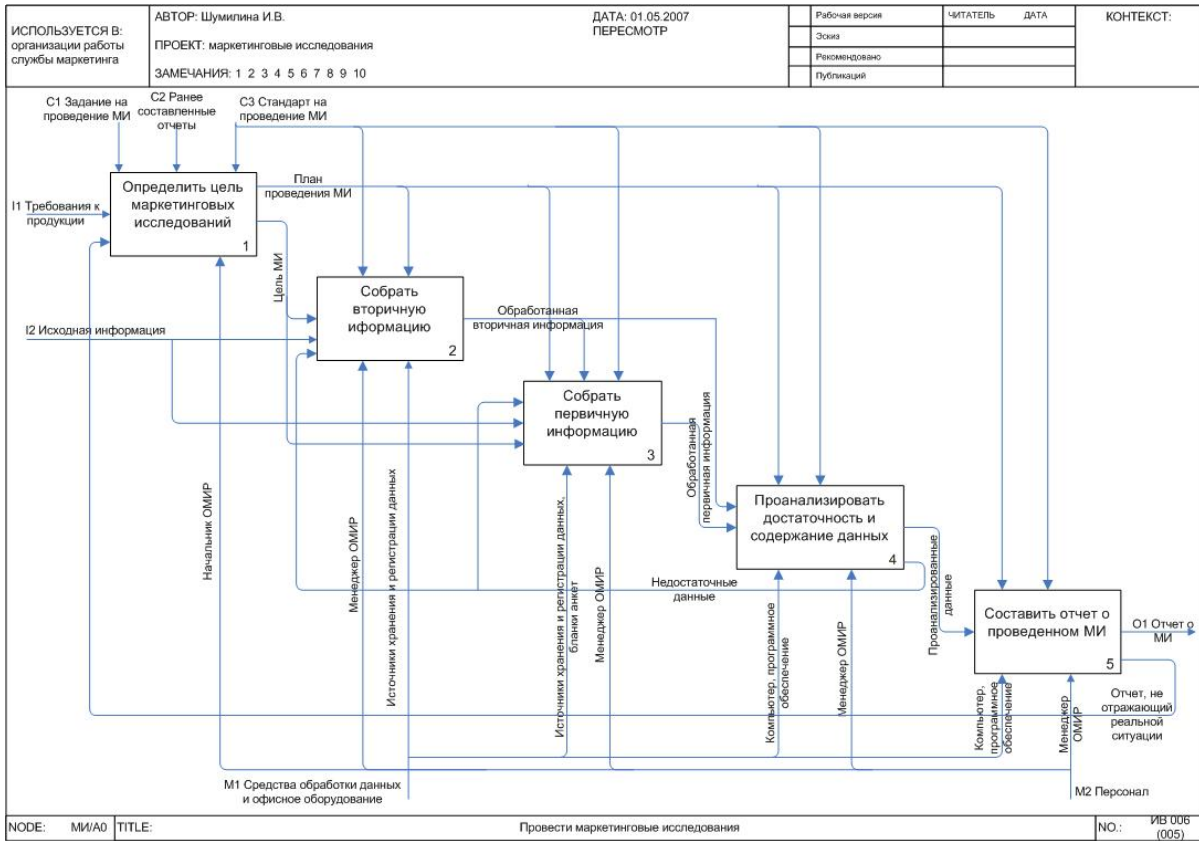 ИСПОЛЬЗУЕТСЯ В:
организации работы
службы маркетинга
АВТОР: Шумилина И.В.
ПРОЕКТ: маркетинговые исследования
ЗАМЕЧАНИЯ: 1 2 3 4 5 6 7 8 9 10
ДАТА: 01.05.2007
ПЕРЕСМОТР
Рабочая версия
Эскиз
Рекомендовано
Публикаций
ЧИТАТЕЛЬ ДАТА
КОНТЕКСТ:
C1 Задание на
проведение МИ
C2 Ранее
составленные
отчеты
C3 Стандарт на
проведение МИ
I1 Требования к
продукции
Определить цель
маркетинговых
исследований
1
План
проведения МИ
Цель МИ
I2 Исходная информация
Собрать
вторичную
иформацию
2
Обработанная
вторичная информация
Собрать
первичную
информацию
3
Обработанная
первичная информация
Проанализировать
достаточность и
содержание данных
4
Недостаточные
данные
Проанализированные
данные
Составить отчет о
проведенном МИ
5
O1 Отчет о
МИ
Отчет, не
отражающий
реальной
ситуации
Начальник ОМИР
Менеджер ОМИР
Источники хранения и регистрации данных
Источники хранения и регистрации данных,
бланки анкет
Менеджер ОМИР
Компьютер, программное
обеспечение
Менеджер ОМИР
Компьютер,
программное
обеспечение
Менеджер
ОМИР
M1 Средства обработки данных
и офисное оборудование
M2 Персонал
NODE: МИ/A0
TITLE:
Провести маркетинговые исследования
NO.:
ИВ 006
(005)